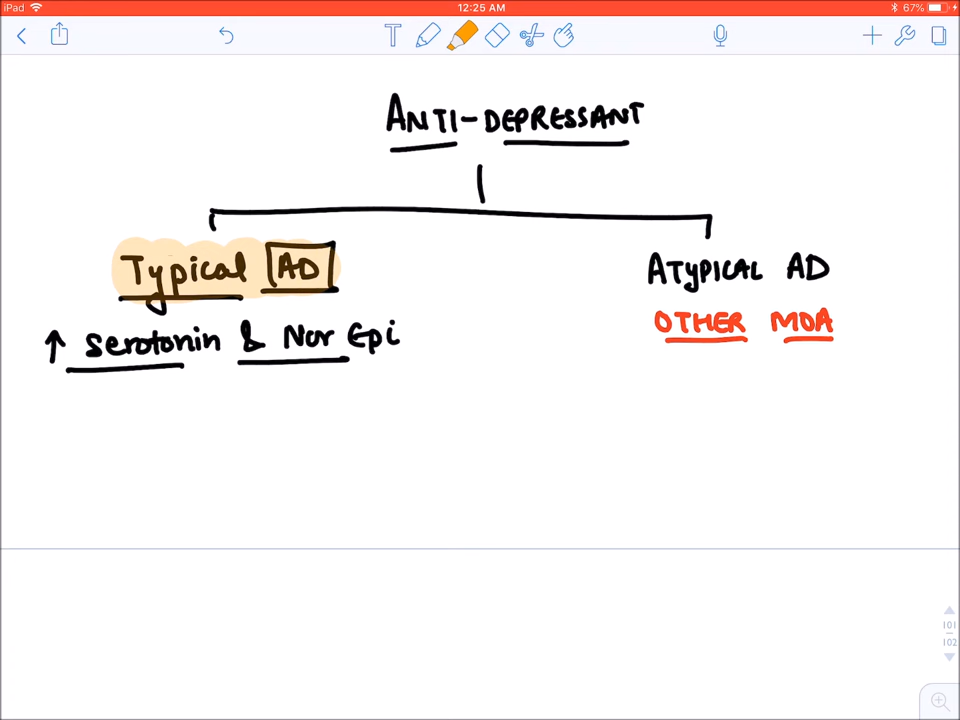 iPad 12:25 AM 67%
T
ANTI-DEPRESSANT
Typical AD
ATYPICAL AD
↑ Serotonin & Nor Epi
OTHER MOA
101
102